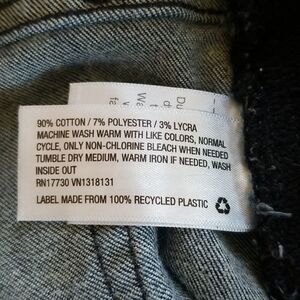 90% COTTON / 7% POLYESTER / 3% LYCRA
MACHINE WASH WARM WITH LIKE COLORS, NORMAL
CYCLE, ONLY NON-CHLORINE BLEACH WHEN NEEDED
TUMBLE DRY MEDIUM, WARM IRON IF NEEDED, WASH
INSIDE OUT
RN17730 VN1318131
LABEL MADE FROM 100% RECYCLED PLASTIC